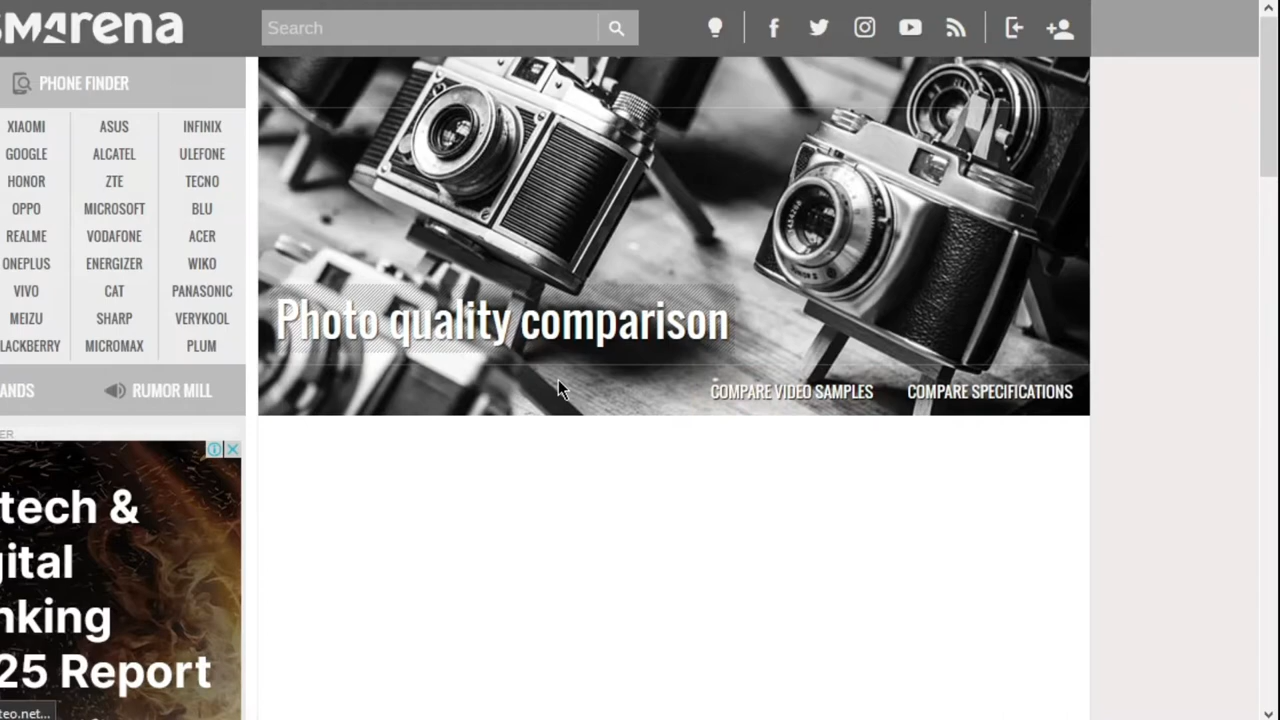 smarena
Search
PHONE FINDER
XIAOMI ASUS INFINIX
GOOGLE ALCATEL ULEFONE
HONOR ZTE TECNO
OPPO MICROSOFT BLU
REALME VODAFONE ACER
ONEPLUS ENERGIZER WIKO
VIVO CAT PANASONIC
MEIZU SHARP VERYKOOL
LACKBERRY MICROMAX PLUM
ANDS RUMOR MILL
Photo quality comparison
COMPARE VIDEO SAMPLES COMPARE SPECIFICATIONS
ER
tech &
gital
nking
25 Report
teo.net...